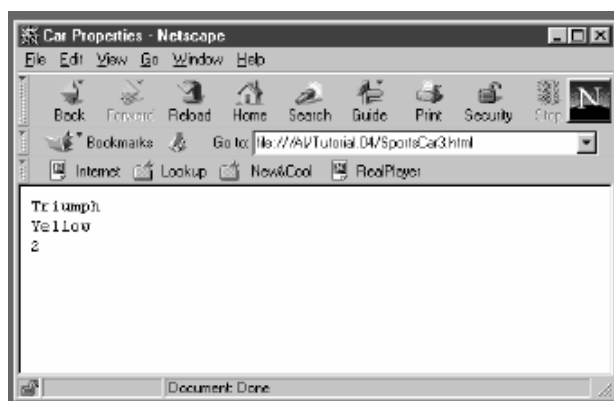 Car Properties - Netscape
File Edit View Go Window Help
Back Forward Reload Home Search Guide Print Security Stop N
Bookmarks Go to: file:///A|/Tutorial.04/SportsCar3.html
Internet Lookup New&Cool RealPlayer
Triumph
Yellow
2
Document: Done